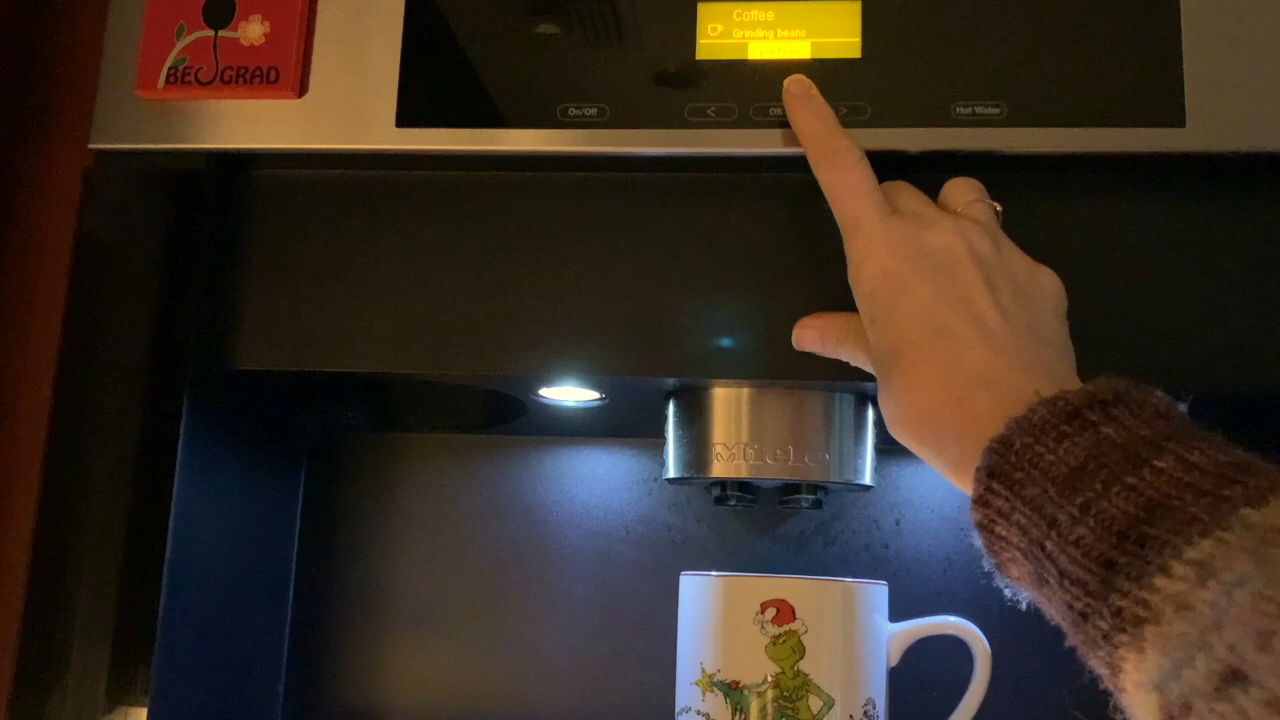 Coffee
Grinding beans
BEOGRAD
On/Off
<
OK
>
Hot Water
Miele